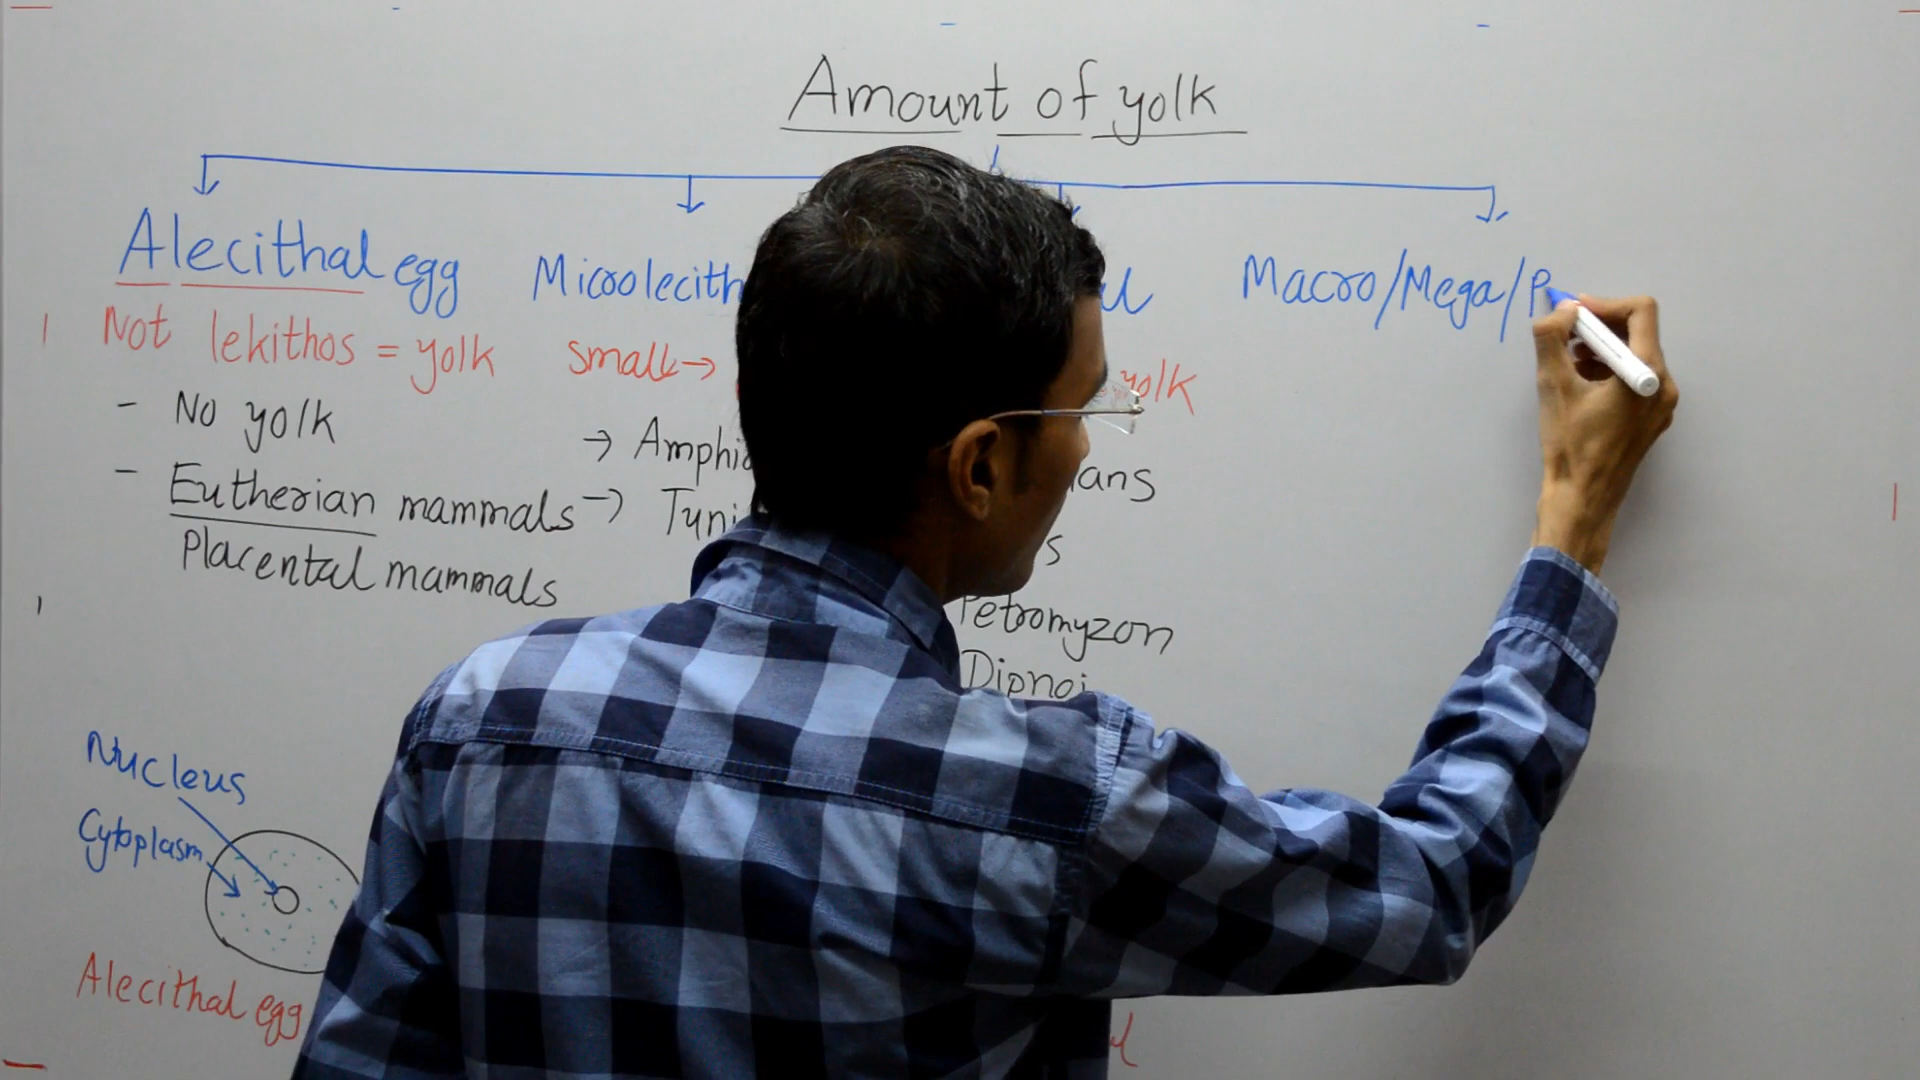 Amount of yolk
Alecithal egg
Not lekithos = yolk
- No yolk
- Eutherian mammals
Placental mammals
Microlecith
small →
→ Amphio
→ Tuni
yolk
ans
s
Petromyzon
Dipnoi
Macro/Mega/P
Nucleus
Cytoplasm
Alecithal egg